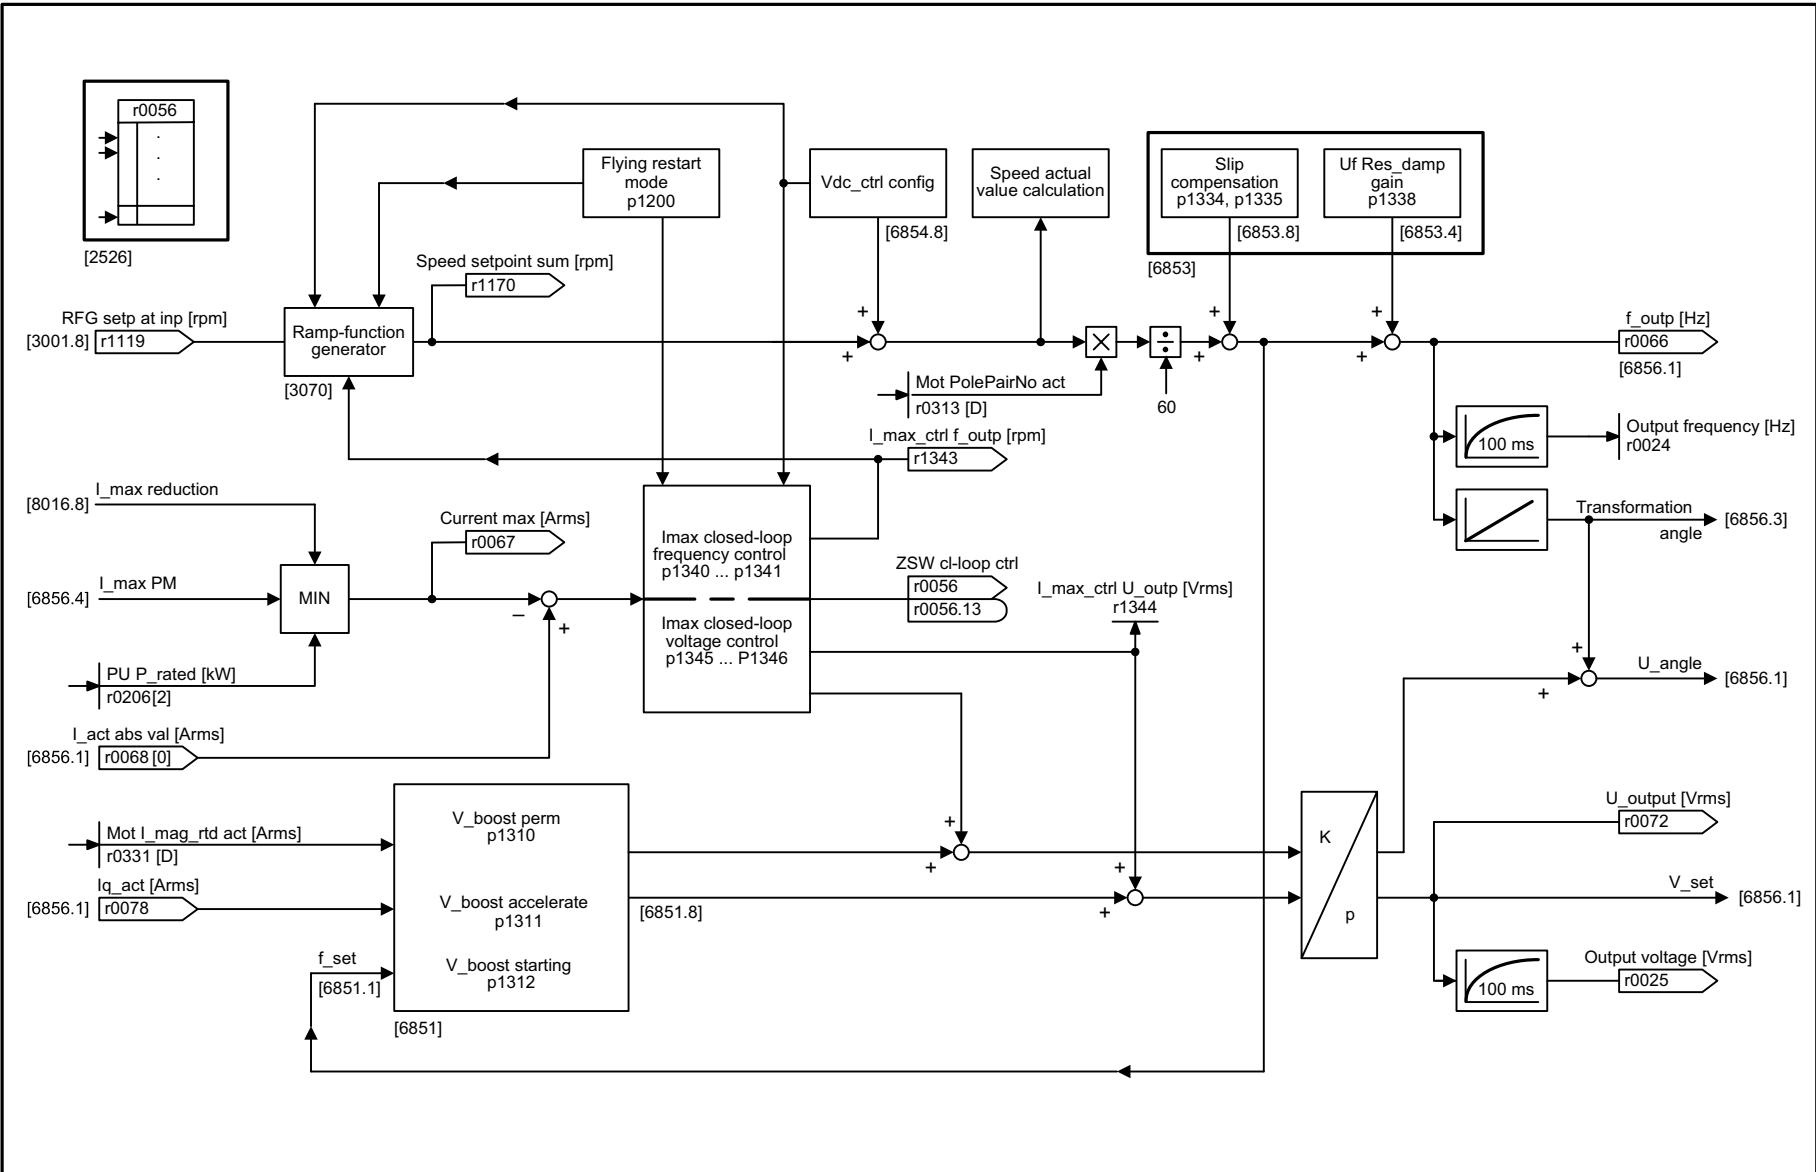 r0056
[2526]
Flying restart
mode
p1200
Vdc_ctrl config
[6854.8]
Speed actual
value calculation
Slip
compensation
p1334, p1335
[6853.8]
Uf Res_damp
gain
p1338
[6853.4]
[6853]
Speed setpoint sum [rpm]
r1170
RFG setp at inp [rpm]
[3001.8]
r1119
Ramp-function
generator
[3070]
+
+
60
Mot PolePairNo act
r0313 [D]
+
+
+
+
f_outp [Hz]
r0066
[6856.1]
100 ms
Output frequency [Hz]
r0024
Transformation
angle
[6856.3]
I_max_ctrl f_outp [rpm]
r1343
I_max reduction
[8016.8]
Current max [Arms]
r0067
I_max PM
[6856.4]
MIN
–
+
PU P_rated [kW]
r0206[2]
I_act abs val [Arms]
[6856.1]
r0068 [0]
Imax closed-loop
frequency control
p1340 ... p1341
Imax closed-loop
voltage control
p1345 ... P1346
ZSW cl-loop ctrl
r0056
r0056.13
I_max_ctrl U_outp [Vrms]
r1344
+
+
U_angle
[6856.1]
Mot I_mag_rtd act [Arms]
r0331 [D]
Iq_act [Arms]
[6856.1]
r0078
f_set
[6851.1]
V_boost perm
p1310
V_boost accelerate
p1311
V_boost starting
p1312
[6851]
[6851.8]
+
+
+
+
K
p
U_output [Vrms]
r0072
V_set
[6856.1]
100 ms
Output voltage [Vrms]
r0025